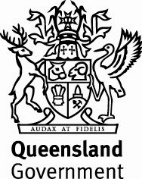 AUDAX AT FIDELIS
Queensland
Government